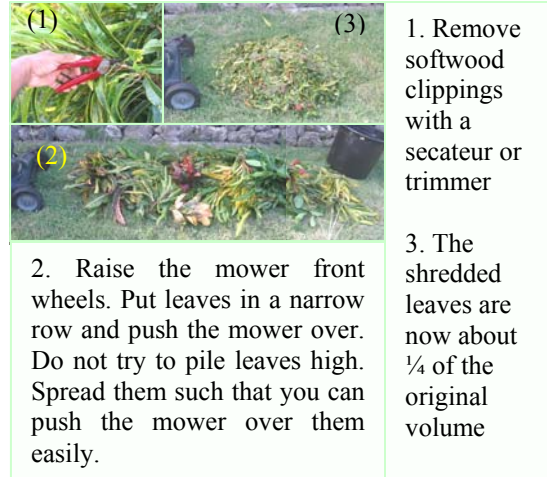 (1)
(3)
(2)
1. Remove
softwood
clippings
with a
secateur or
trimmer
2. Raise the mower front
wheels. Put leaves in a narrow
row and push the mower over.
Do not try to pile leaves high.
Spread them such that you can
push the mower over them
easily.
3. The
shredded
leaves are
now about
¼ of the
original
volume